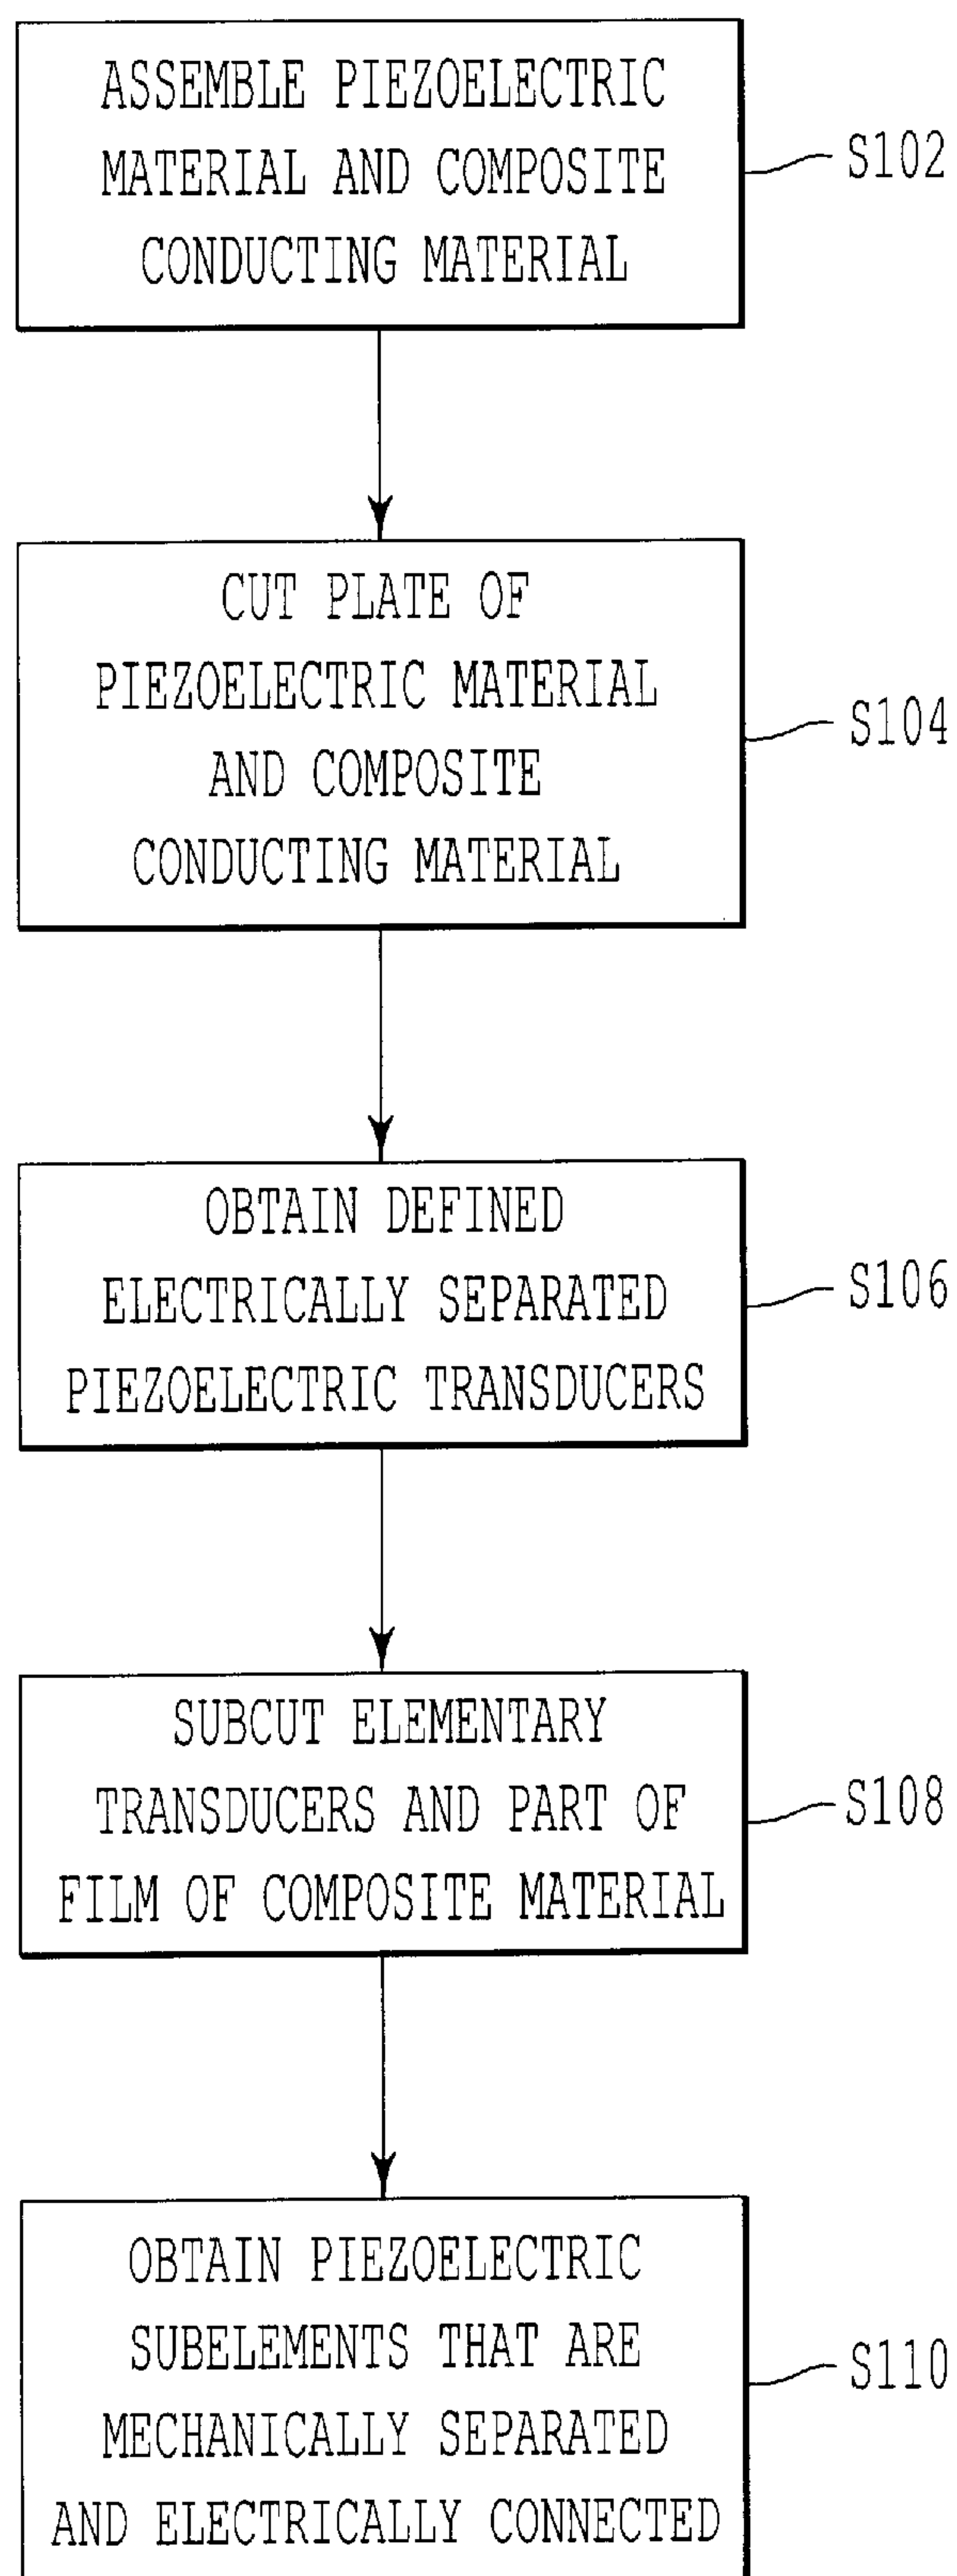 ASSEMBLE PIEZOELECTRIC
MATERIAL AND COMPOSITE
CONDUCTING MATERIAL
S102
CUT PLATE OF
PIEZOELECTRIC MATERIAL
AND COMPOSITE
CONDUCTING MATERIAL
S104
OBTAIN DEFINED
ELECTRICALLY SEPARATED
PIEZOELECTRIC TRANSDUCERS
S106
SUBCUT ELEMENTARY
TRANSDUCERS AND PART OF
FILM OF COMPOSITE MATERIAL
S108
OBTAIN PIEZOELECTRIC
SUBELEMENTS THAT ARE
MECHANICALLY SEPARATED
AND ELECTRICALLY CONNECTED
S110